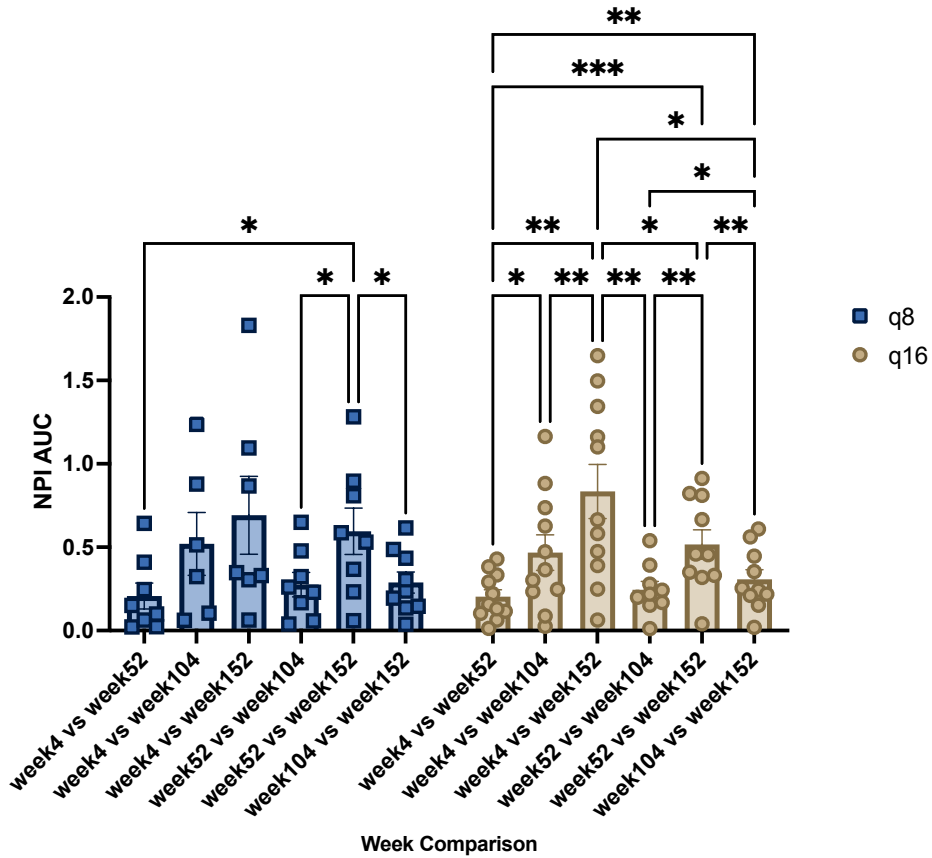 **
***
*
*
*
**
*
**
*
*
*
**
**
**
2.0
q8
1.5
q16
1.0
0.5
0.0
NPI AUC
week4 vs week52
week4 vs week104
week4 vs week152
week52 vs week104
week52 vs week152
week104 vs week152
week4 vs week52
week4 vs week104
week4 vs week152
week52 vs week104
week52 vs week152
week104 vs week152
Week Comparison